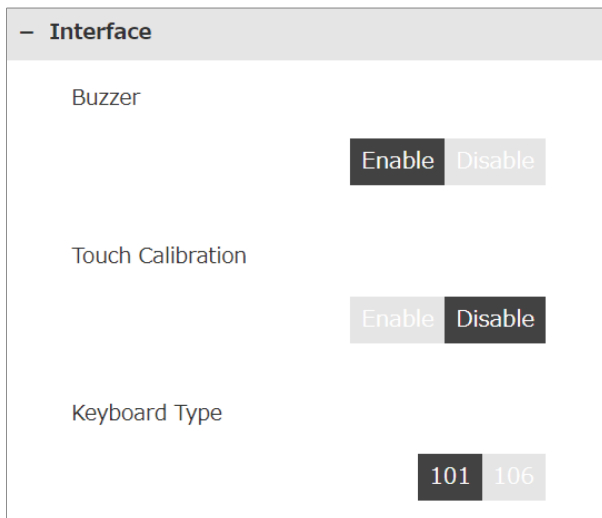 – Interface
Buzzer
Enable Disable
Touch Calibration
Enable Disable
Keyboard Type
101 106